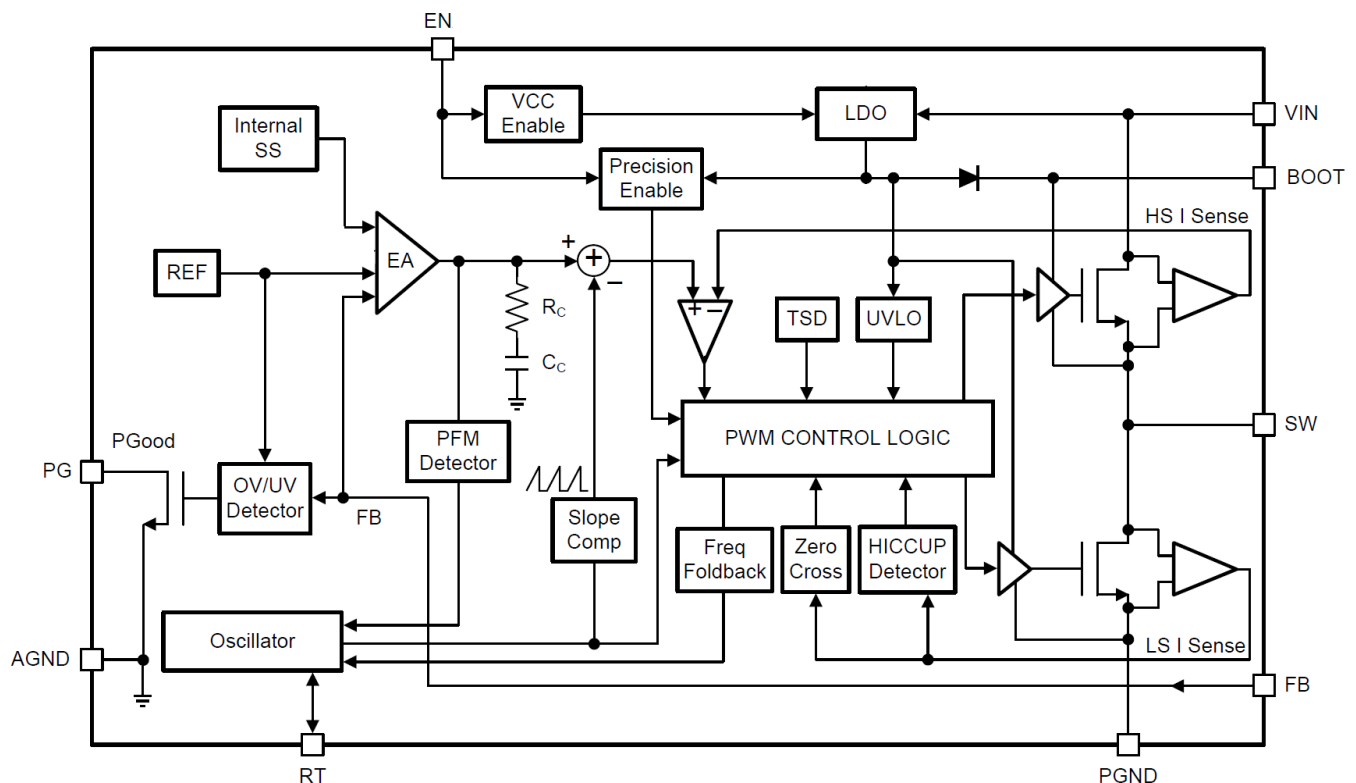 EN
VCC
Enable
LDO
VIN
Internal
SS
Precision
Enable
BOOT
HS I Sense
EA
+
+
−
REF
R_C
C_C
+ −
TSD
UVLO
PWM CONTROL LOGIC
SW
PGood
PG
OV/UV
Detector
FB
PFM
Detector
Slope
Comp
Freq
Foldback
Zero
Cross
HICCUP
Detector
Oscillator
AGND
LS I Sense
FB
RT
PGND